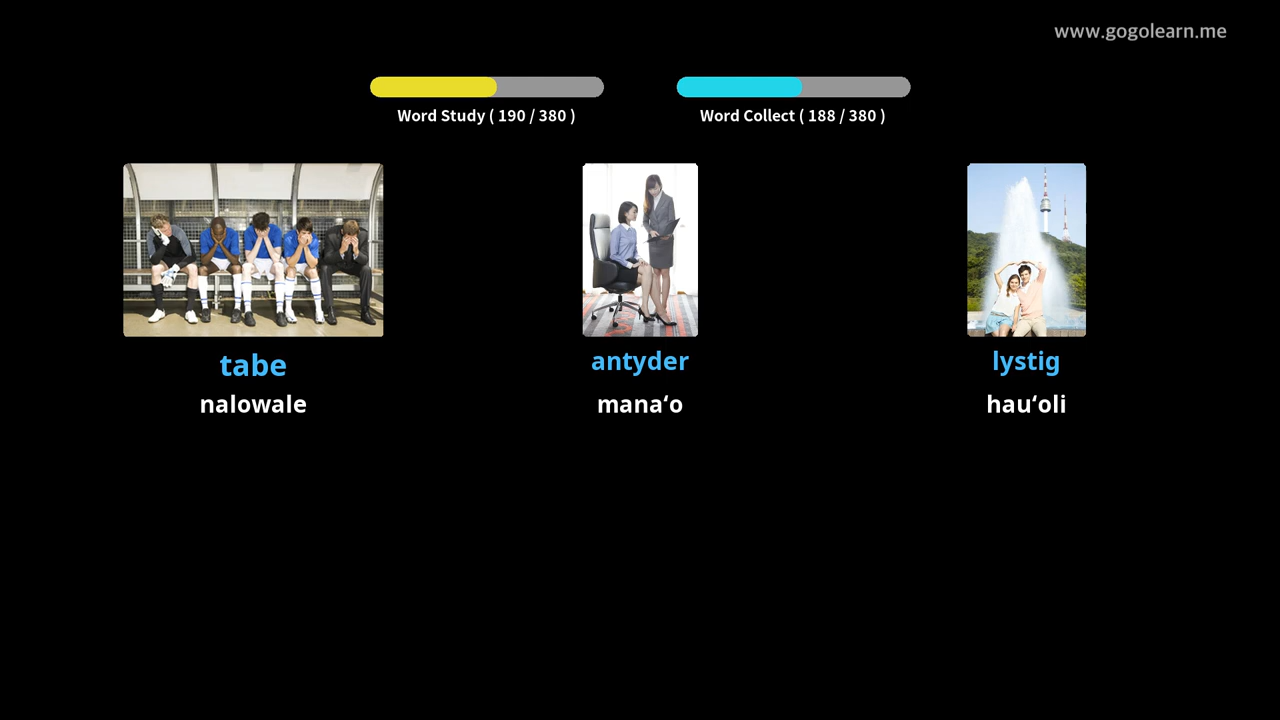 www.gogolearn.me
Word Study ( 190 / 380 )
Word Collect ( 188 / 380 )
tabe
antyder
lystig
nalowale
manaʻo
hauʻoli